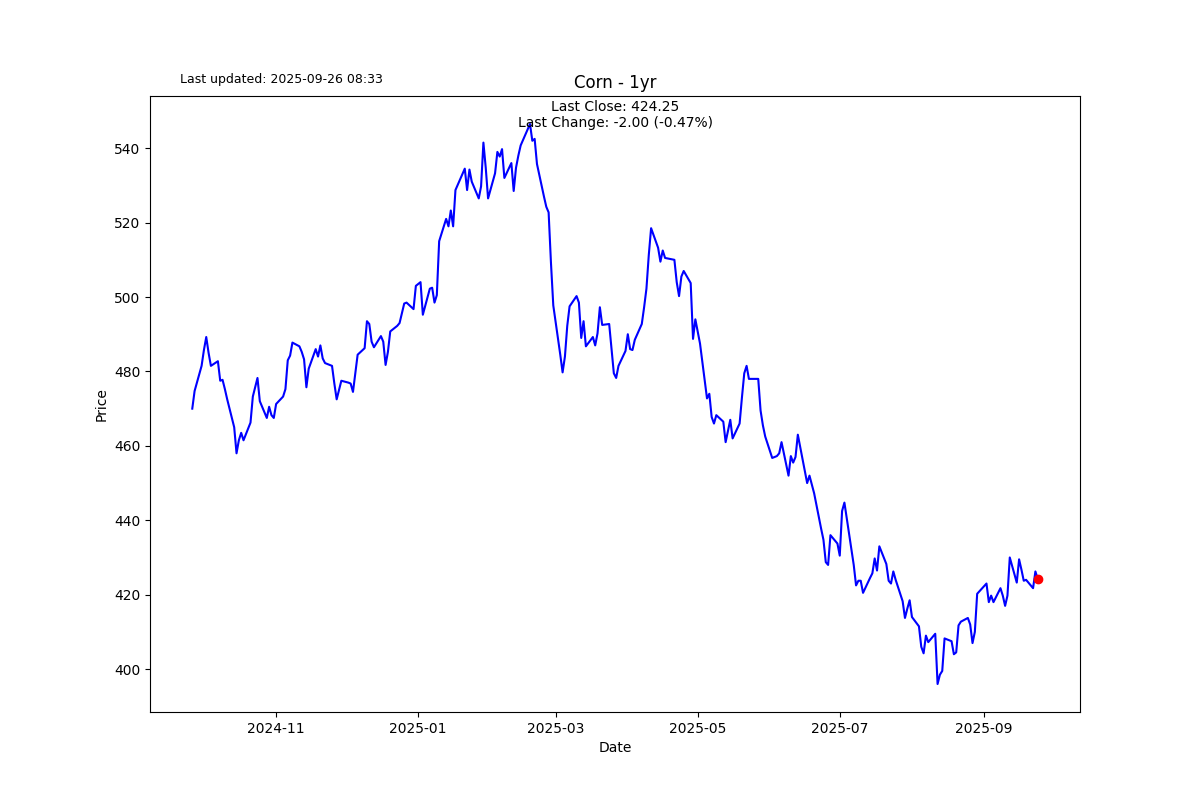 Last updated: 2025-09-26 08:33
Corn - 1yr
Last Close: 424.25
Last Change: -2.00 (-0.47%)
540
520
500
480
460
440
420
400
Price
2024-11
2025-01
2025-03
2025-05
2025-07
2025-09
Date